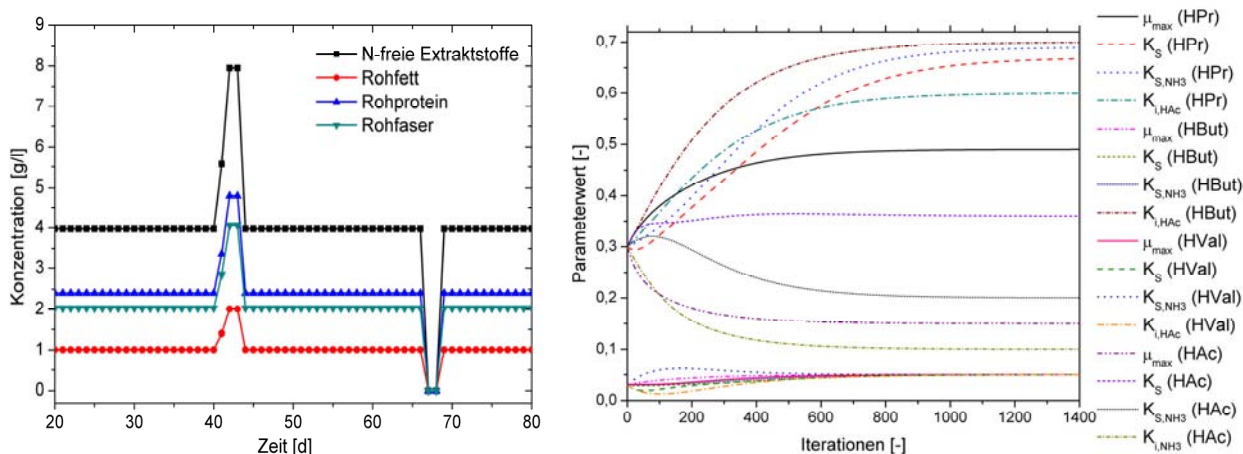 9
8
7
6
5
4
3
2
1
0
Konzentration [g/l]
N-freie Extraktstoffe
Rohfett
Rohprotein
Rohfaser
20 30 40 50 60 70 80
Zeit [d]
0,7
0,6
0,5
0,4
0,3
0,2
0,1
0,0
Parameterwert [-]
0 200 400 600 800 1000 1200 1400
Iterationen [-]
μmax (HPr)
KS (HPr)
KS,NH3 (HPr)
Ki,HAc (HPr)
μmax (HBut)
KS (HBut)
KS,NH3 (HBut)
Ki,HAc (HBut)
μmax (HVal)
KS (HVal)
KS,NH3 (HVal)
Ki,HAc (HVal)
μmax (HAc)
KS (HAc)
KS,NH3 (HAc)
Ki,NH3 (HAc)